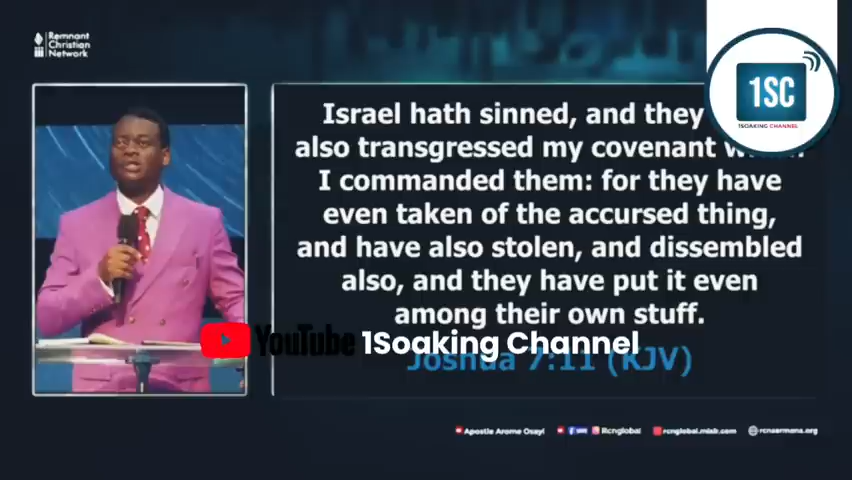 Remnant
Christian
Network
1SC
1SOAKING CHANNEL
Israel hath sinned, and they
also transgressed my covenant
I commanded them: for they have
even taken of the accursed thing,
and have also stolen, and dissembled
also, and they have put it even
among their own stuff.
YouTube 1Soaking Channel
Joshua 7:11 (KJV)
Apostle Arome Osayi
Rcnglobal
rcnglobal.mixlr.com
rcnsermons.org